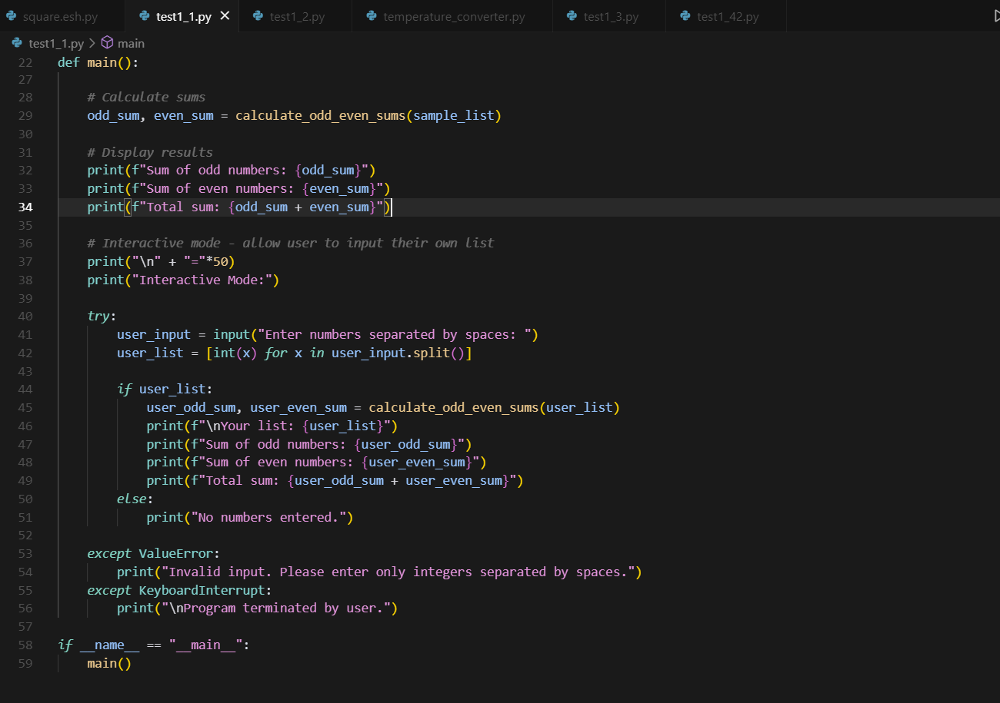 square.esh.py test1_1.py test1_2.py temperature_converter.py test1_3.py test1_42.py
test1_1.py > main
22 def main():
27
28     # Calculate sums
29     odd_sum, even_sum = calculate_odd_even_sums(sample_list)
30
31     # Display results
32     print(f"Sum of odd numbers: {odd_sum}")
33     print(f"Sum of even numbers: {even_sum}")
34     print(f"Total sum: {odd_sum + even_sum}")
35
36     # Interactive mode - allow user to input their own list
37     print("\n" + "="*50)
38     print("Interactive Mode:")
39
40     try:
41         user_input = input("Enter numbers separated by spaces: ")
42         user_list = [int(x) for x in user_input.split()]
43
44         if user_list:
45             user_odd_sum, user_even_sum = calculate_odd_even_sums(user_list)
46             print(f"\nYour list: {user_list}")
47             print(f"Sum of odd numbers: {user_odd_sum}")
48             print(f"Sum of even numbers: {user_even_sum}")
49             print(f"Total sum: {user_odd_sum + user_even_sum}")
50         else:
51             print("No numbers entered.")
52
53     except ValueError:
54         print("Invalid input. Please enter only integers separated by spaces.")
55     except KeyboardInterrupt:
56         print("\nProgram terminated by user.")
57
58 if __name__ == "__main__":
59     main()